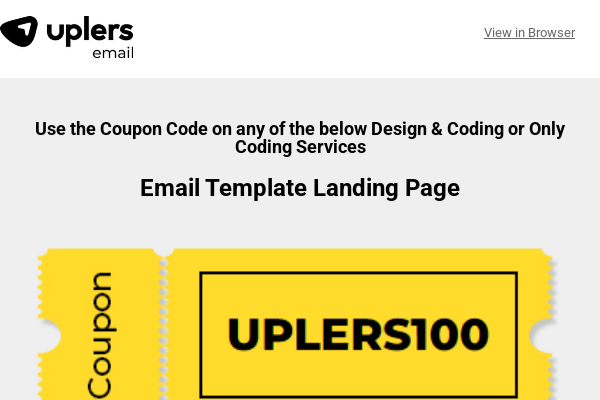 uplers
email
View in Browser
Use the Coupon Code on any of the below Design & Coding or Only
Coding Services
Email Template Landing Page
Coupon
UPLERS100